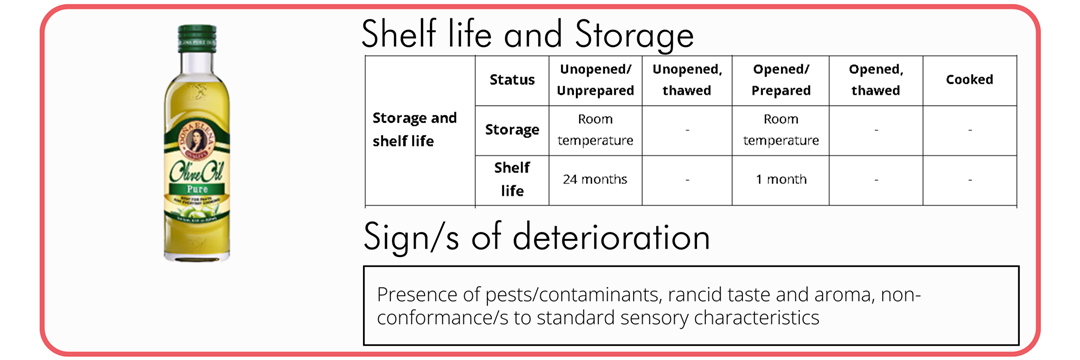 Shelf life and Storage
Storage and
shelf life
Status
Unopened/
Unprepared
Unopened,
thawed
Opened/
Prepared
Opened,
thawed
Cooked
Storage
Room
temperature
-
Room
temperature
-
-
Shelf
life
24 months
-
1 month
-
-
DOÑA ELENA
Olive Oil
Pure
Sign/s of deterioration
Presence of pests/contaminants, rancid taste and aroma, non-
conformance/s to standard sensory characteristics